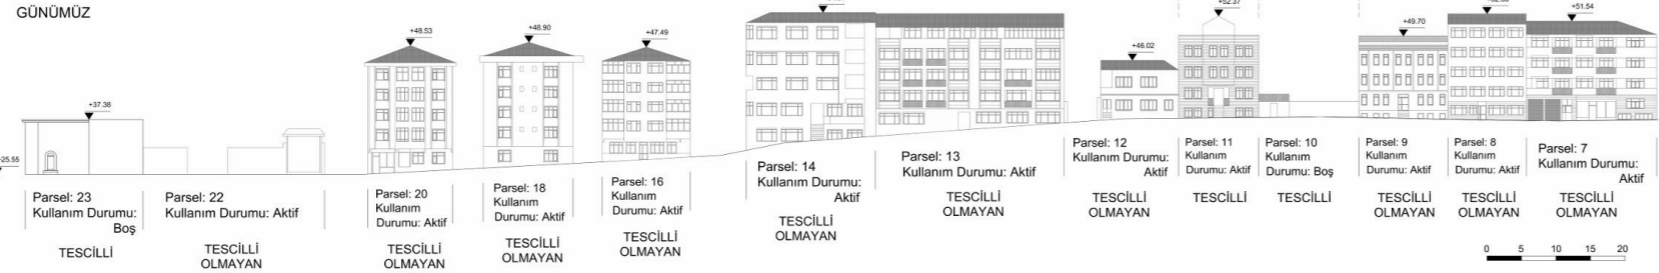 GÜNÜMÜZ
+48.53
+48.90
+47.49
+46.02
+52.37
+49.70
+51.54
+37.38
+25.55
Parsel: 23
Kullanım Durumu:
Boş
TESCİLLİ
Parsel: 22
Kullanım Durumu: Aktif
TESCİLLİ
OLMAYAN
Parsel: 20
Kullanım
Durumu: Aktif
TESCİLLİ
OLMAYAN
Parsel: 18
Kullanım
Durumu: Aktif
TESCİLLİ
OLMAYAN
Parsel: 16
Kullanım
Durumu: Aktif
TESCİLLİ
OLMAYAN
Parsel: 14
Kullanım Durumu:
Aktif
TESCİLLİ
OLMAYAN
Parsel: 13
Kullanım Durumu: Aktif
TESCİLLİ
OLMAYAN
Parsel: 12
Kullanım Durumu:
Aktif
TESCİLLİ
OLMAYAN
Parsel: 11
Kullanım
Durumu: Aktif
TESCİLLİ
Parsel: 10
Kullanım
Durumu: Boş
TESCİLLİ
Parsel: 9
Kullanım
Durumu: Aktif
TESCİLLİ
OLMAYAN
Parsel: 8
Kullanım
Durumu: Aktif
TESCİLLİ
OLMAYAN
Parsel: 7
Kullanım Durumu:
Aktif
TESCİLLİ
OLMAYAN
0 5 10 15 20